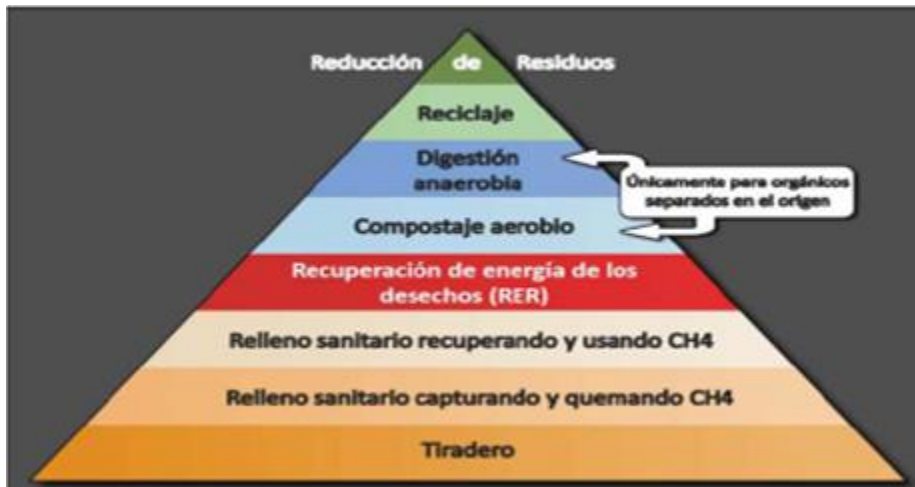 Reducción de Residuos
Reciclaje
Digestión
anaerobia
Únicamente para orgánicos
separados en el origen
Compostaje aerobio
Recuperación de energía de los
desechos (RER)
Relleno sanitario recuperando y usando CH4
Relleno sanitario capturando y quemando CH4
Tiradero